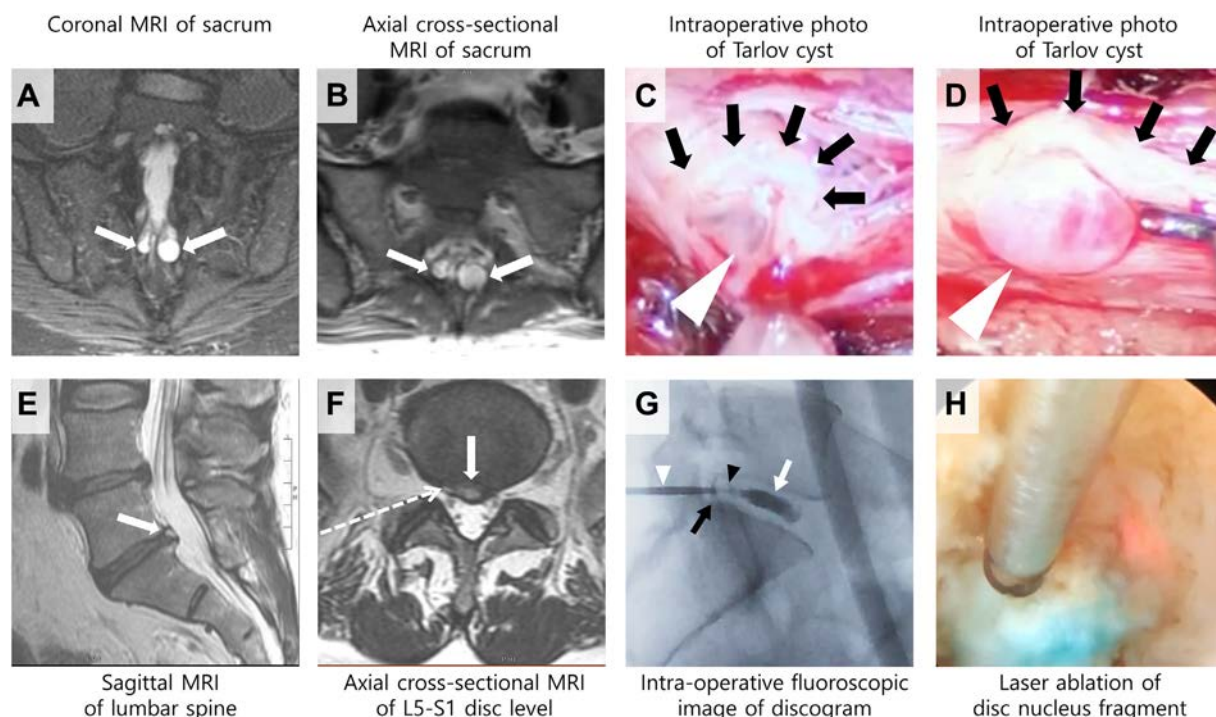 Coronal MRI of sacrum
Axial cross-sectional
MRI of sacrum
Intraoperative photo
of Tarlov cyst
Intraoperative photo
of Tarlov cyst
A
B
C
D
E
F
G
H
Sagittal MRI
of lumbar spine
Axial cross-sectional MRI
of L5-S1 disc level
Intra-operative fluoroscopic
image of discogram
Laser ablation of
disc nucleus fragment